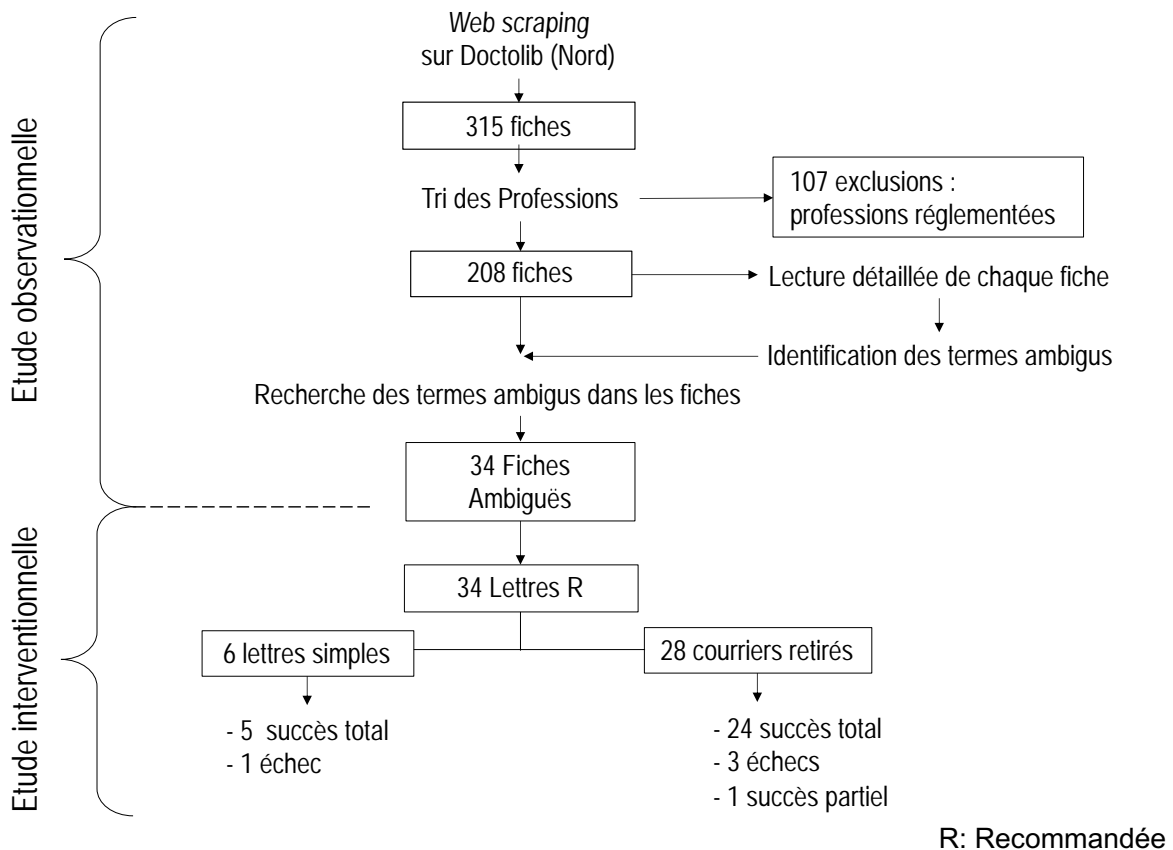 Web scraping
sur Doctolib (Nord)
315 fiches
Tri des Professions
107 exclusions :
professions réglementées
208 fiches
Lecture détaillée de chaque fiche
Identification des termes ambigus
Recherche des termes ambigus dans les fiches
34 Fiches
Ambiguës
Etude observationnelle
34 Lettres R
6 lettres simples
28 courriers retirés
- 5 succès total
- 1 échec
- 24 succès total
- 3 échecs
- 1 succès partiel
Etude interventionnelle
R: Recommandée